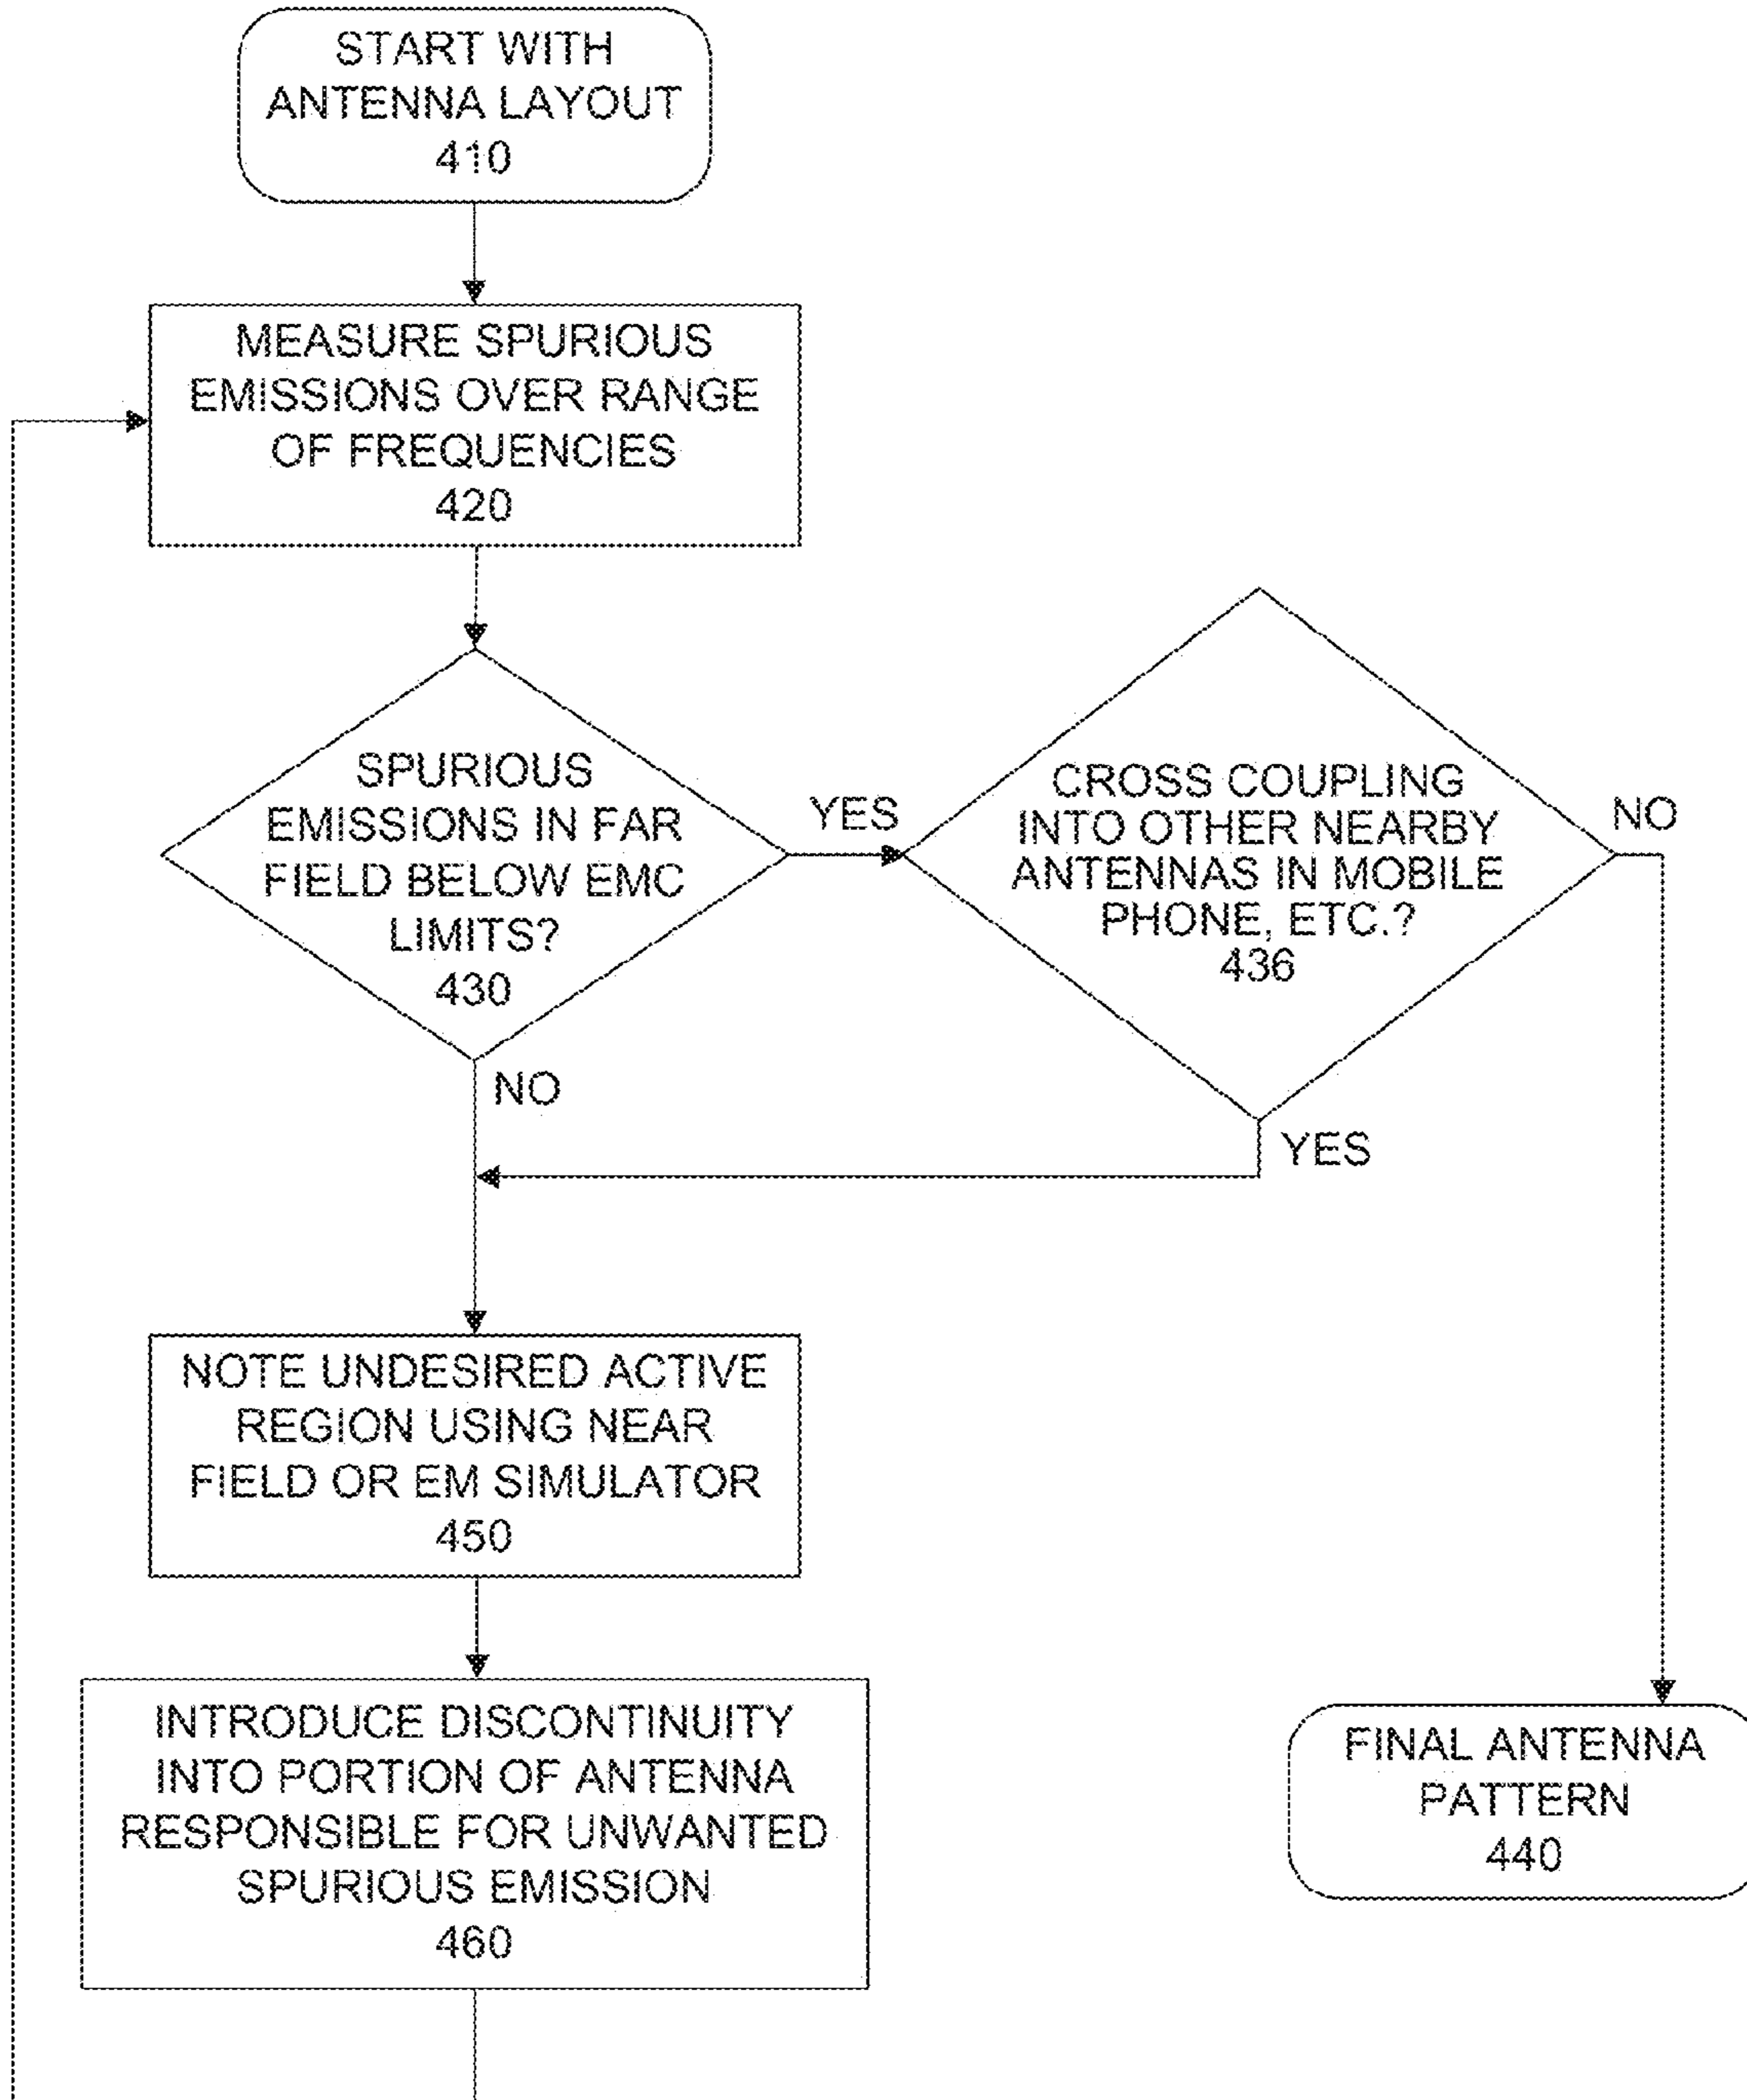 START WITH
ANTENNA LAYOUT
410
MEASURE SPURIOUS
EMISSIONS OVER RANGE
OF FREQUENCIES
420
SPURIOUS
EMISSIONS IN FAR
FIELD BELOW EMC
LIMITS?
430
YES
NO
CROSS COUPLING
INTO OTHER NEARBY
ANTENNAS IN MOBILE
PHONE, ETC.?
436
NO
YES
NOTE UNDESIRED ACTIVE
REGION USING NEAR
FIELD OR EM SIMULATOR
450
INTRODUCE DISCONTINUITY
INTO PORTION OF ANTENNA
RESPONSIBLE FOR UNWANTED
SPURIOUS EMISSION
460
FINAL ANTENNA
PATTERN
440